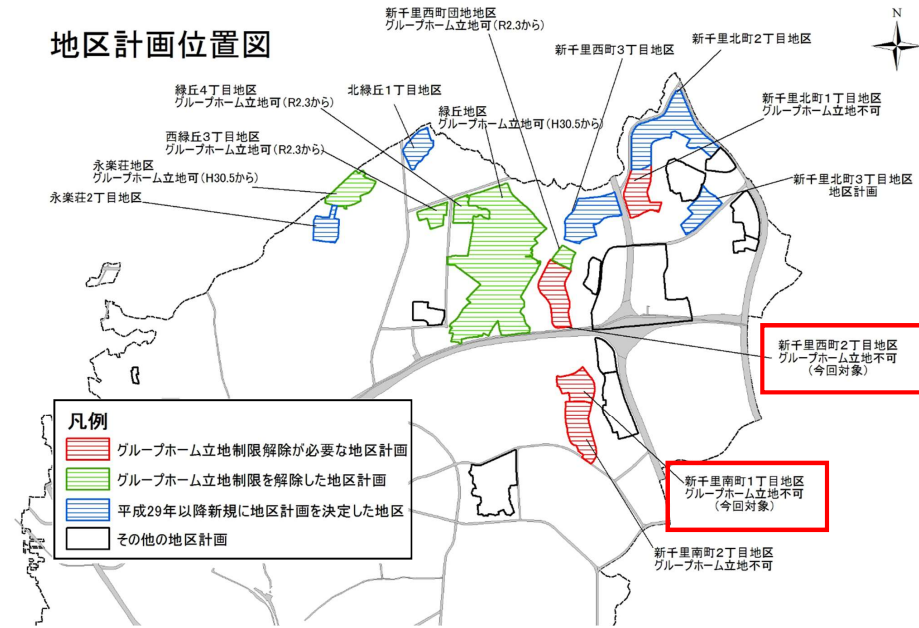 地区計画位置図
新千里西町団地地区
グループホーム立地可(R2.3から)
新千里西町3丁目地区
新千里北町2丁目地区
N
緑丘4丁目地区
グループホーム立地可(R2.3から)
北緑丘1丁目地区
緑丘地区
グループホーム立地可(H30.5から)
新千里北町1丁目地区
グループホーム立地不可
西緑丘3丁目地区
グループホーム立地可(R2.3から)
永楽荘地区
グループホーム立地可(H30.5から)
永楽荘2丁目地区
新千里北町3丁目地区
地区計画
新千里西町2丁目地区
グループホーム立地不可
(今回対象)
凡例
グループホーム立地制限解除が必要な地区計画
グループホーム立地制限を解除した地区計画
平成29年以降新規に地区計画を決定した地区
その他の地区計画
新千里南町1丁目地区
グループホーム立地不可
(今回対象)
新千里南町2丁目地区
グループホーム立地不可